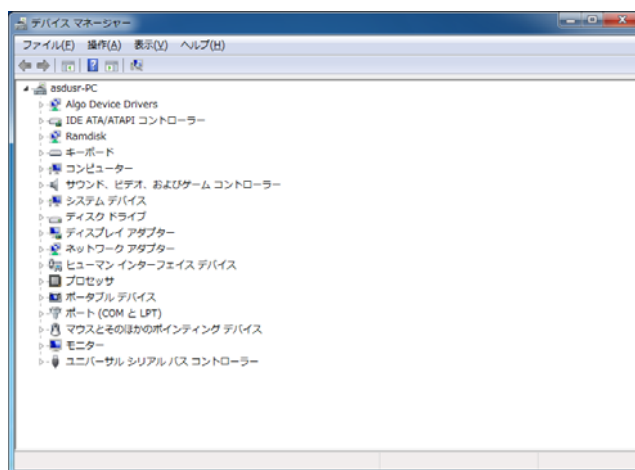 デバイス マネージャー
ファイル(F) 操作(A) 表示(V) ヘルプ(H)
asdusr-PC
Algo Device Drivers
IDE ATA/ATAPI コントローラー
Ramdisk
キーボード
コンピューター
サウンド、ビデオ、およびゲーム コントローラー
システム デバイス
ディスク ドライブ
ディスプレイ アダプター
ネットワーク アダプター
ヒューマン インターフェイス デバイス
プロセッサ
ポータブル デバイス
ポート (COM と LPT)
マウスとそのほかのポインティング デバイス
モニター
ユニバーサル シリアル バス コントローラー